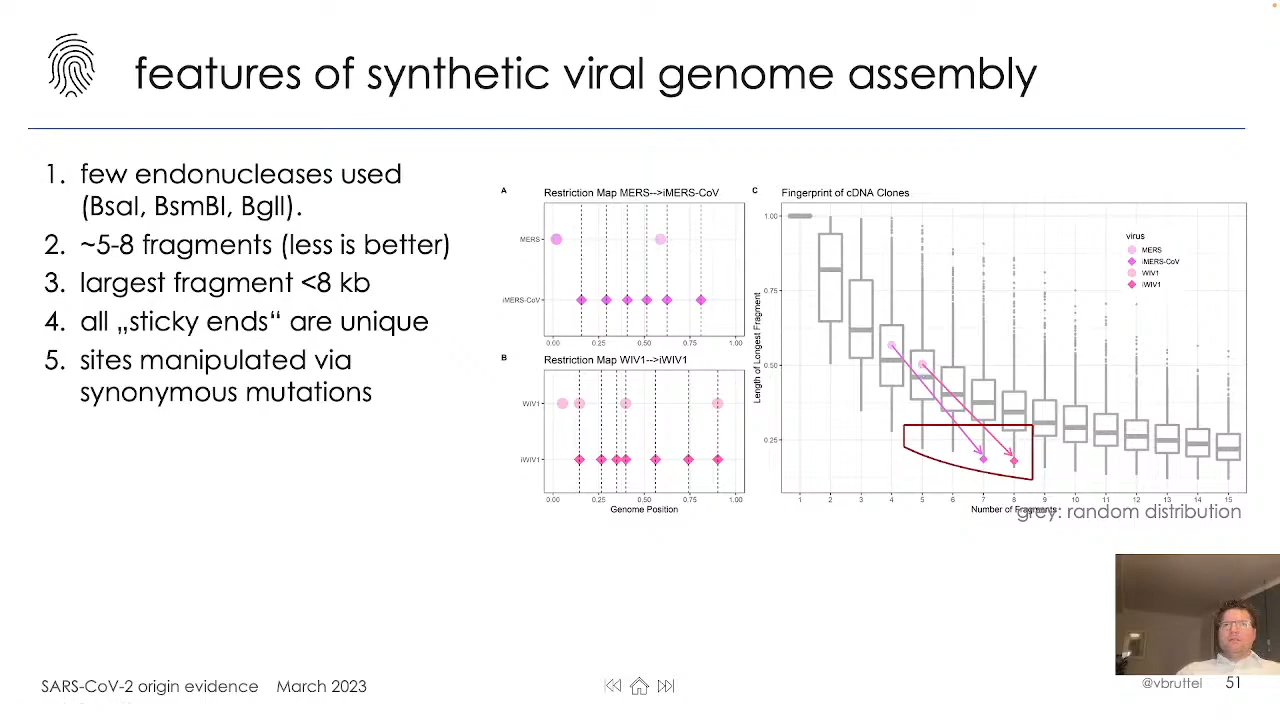 features of synthetic viral genome assembly
1. few endonucleases used
(BsaI, BsmBI, BglI).
2. ~5-8 fragments (less is better)
3. largest fragment <8 kb
4. all „sticky ends“ are unique
5. sites manipulated via
synonymous mutations
A
Restriction Map MERS-->iMERS-CoV
MERS
iMERS-CoV
0.00 0.25 0.50 0.75 1.00
B
Restriction Map WIV1-->iWIV1
WIV1
iWIV1
0.00 0.25 0.50 0.75 1.00
Genome Position
C
Fingerprint of cDNA Clones
Length of Longest Fragment
1.00
0.75
0.50
0.25
virus
MERS
iMERS-CoV
WIV1
iWIV1
1 2 3 4 5 6 7 8 9 10 11 12 13 14 15
Number of Fragments
grey: random distribution
SARS-CoV-2 origin evidence March 2023
@vbruttel 51